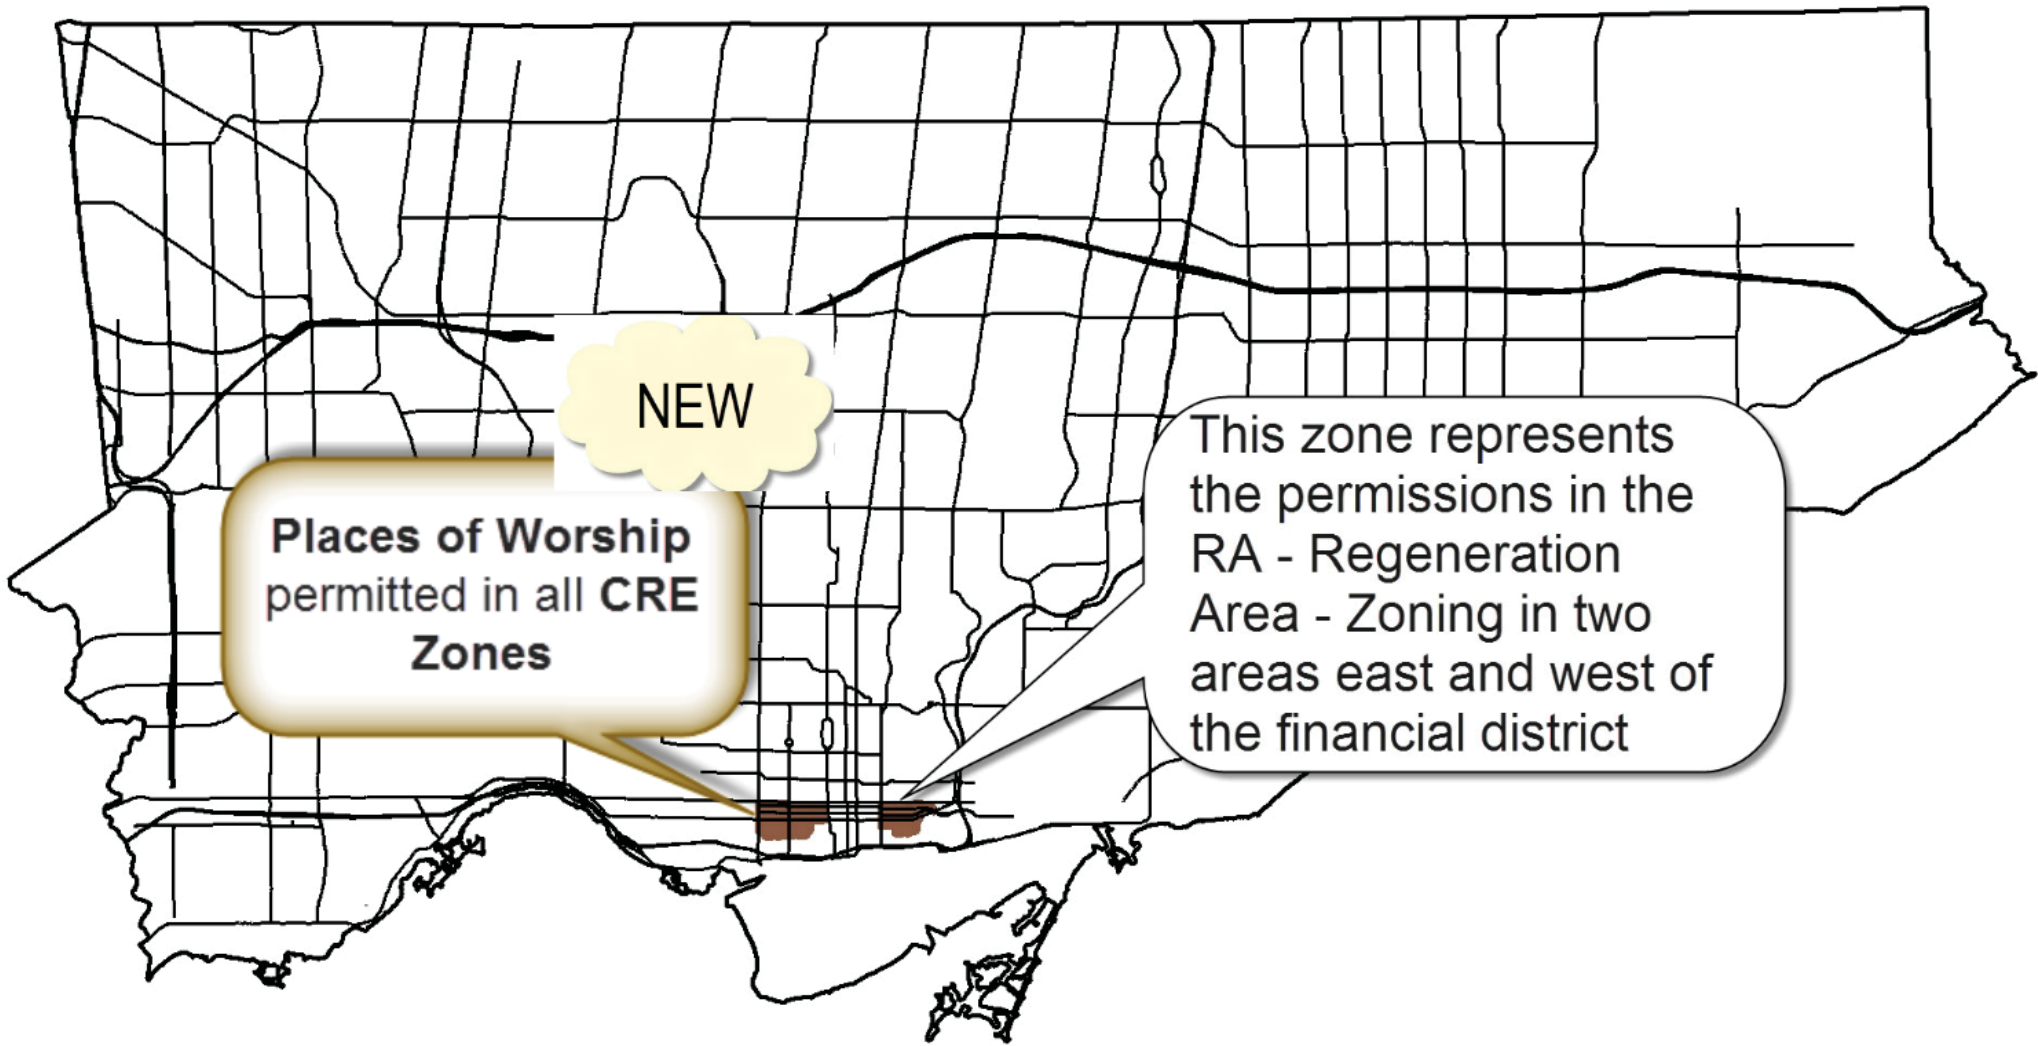 NEW
Places of Worship
permitted in all CRE
Zones
This zone represents
the permissions in the
RA - Regeneration
Area - Zoning in two
areas east and west of
the financial district